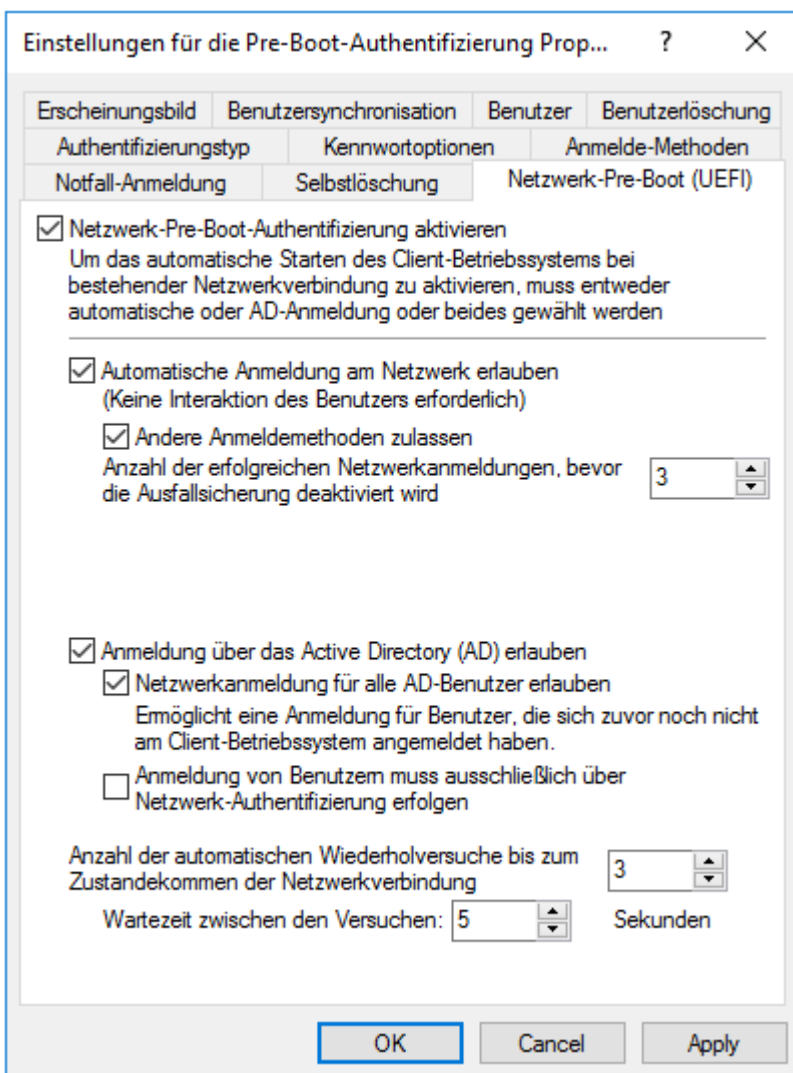 Einstellungen für die Pre-Boot-Authentifizierung Prop... ?
Erscheinungsbild Benutzersynchronisation Benutzer Benutzerlöschung
Authentifizierungstyp Kennwortoptionen Anmelde-Methoden
Notfall-Anmeldung Selbstlöschung Netzwerk-Pre-Boot (UEFI)
Netzwerk-Pre-Boot-Authentifizierung aktivieren
Um das automatische Starten des Client-Betriebssystems bei
bestehender Netzwerkverbindung zu aktivieren, muss entweder
automatische oder AD-Anmeldung oder beides gewählt werden
Automatische Anmeldung am Netzwerk erlauben
(Keine Interaktion des Benutzers erforderlich)
Andere Anmeldemethoden zulassen
Anzahl der erfolgreichen Netzwerkanmeldungen, bevor
die Ausfallsicherung deaktiviert wird
3
Anmeldung über das Active Directory (AD) erlauben
Netzwerkanmeldung für alle AD-Benutzer erlauben
Ermöglicht eine Anmeldung für Benutzer, die sich zuvor noch nicht
am Client-Betriebssystem angemeldet haben.
Anmeldung von Benutzern muss ausschließlich über
Netzwerk-Authentifizierung erfolgen
Anzahl der automatischen Wiederholversuche bis zum
Zustandekommen der Netzwerkverbindung
3
Wartezeit zwischen den Versuchen: 5 Sekunden
OK Cancel Apply